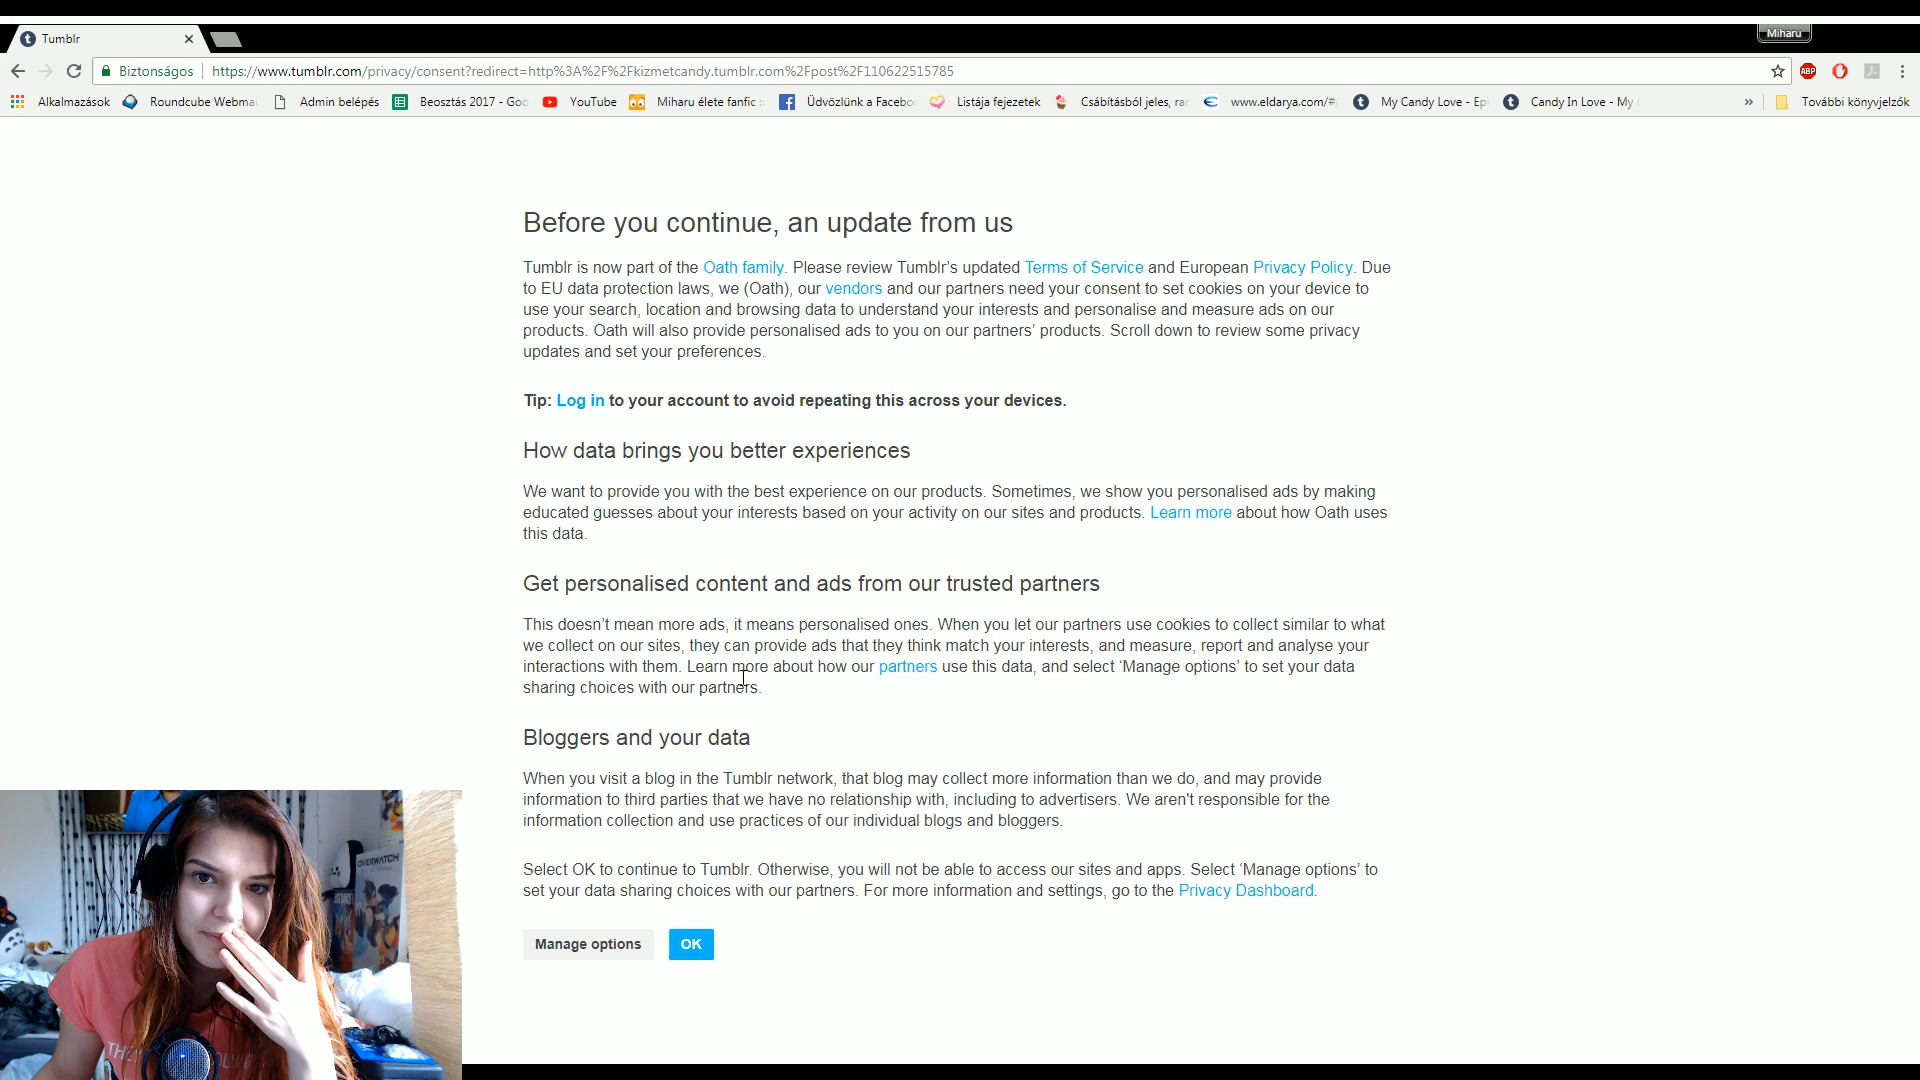 Tumblr
Miharu
Biztonságos
https://www.tumblr.com/privacy/consent?redirect=http%3A%2F%2Fkizmetcandy.tumblr.com%2Fpost%2F110622515785
ABP
Alkalmazások Roundcube Webmai Admin belépés Beosztás 2017 - Goo YouTube Miharu élete fanfic Üdvözlünk a Facebo Listája fejezetek Csábításból jeles, ra www.eldarya.com/# My Candy Love - Ep Candy In Love - My » További könyvjelzők
Before you continue, an update from us
Tumblr is now part of the Oath family. Please review Tumblr’s updated Terms of Service and European Privacy Policy. Due
to EU data protection laws, we (Oath), our vendors and our partners need your consent to set cookies on your device to
use your search, location and browsing data to understand your interests and personalise and measure ads on our
products. Oath will also provide personalised ads to you on our partners’ products. Scroll down to review some privacy
updates and set your preferences.
Tip: Log in to your account to avoid repeating this across your devices.
How data brings you better experiences
We want to provide you with the best experience on our products. Sometimes, we show you personalised ads by making
educated guesses about your interests based on your activity on our sites and products. Learn more about how Oath uses
this data.
Get personalised content and ads from our trusted partners
This doesn’t mean more ads, it means personalised ones. When you let our partners use cookies to collect similar to what
we collect on our sites, they can provide ads that they think match your interests, and measure, report and analyse your
interactions with them. Learn more about how our partners use this data, and select ‘Manage options’ to set your data
sharing choices with our partners.
Bloggers and your data
When you visit a blog in the Tumblr network, that blog may collect more information than we do, and may provide
information to third parties that we have no relationship with, including to advertisers. We aren't responsible for the
information collection and use practices of our individual blogs and bloggers.
Select OK to continue to Tumblr. Otherwise, you will not be able to access our sites and apps. Select ‘Manage options’ to
set your data sharing choices with our partners. For more information and settings, go to the Privacy Dashboard.
Manage options OK
OVERWATCH